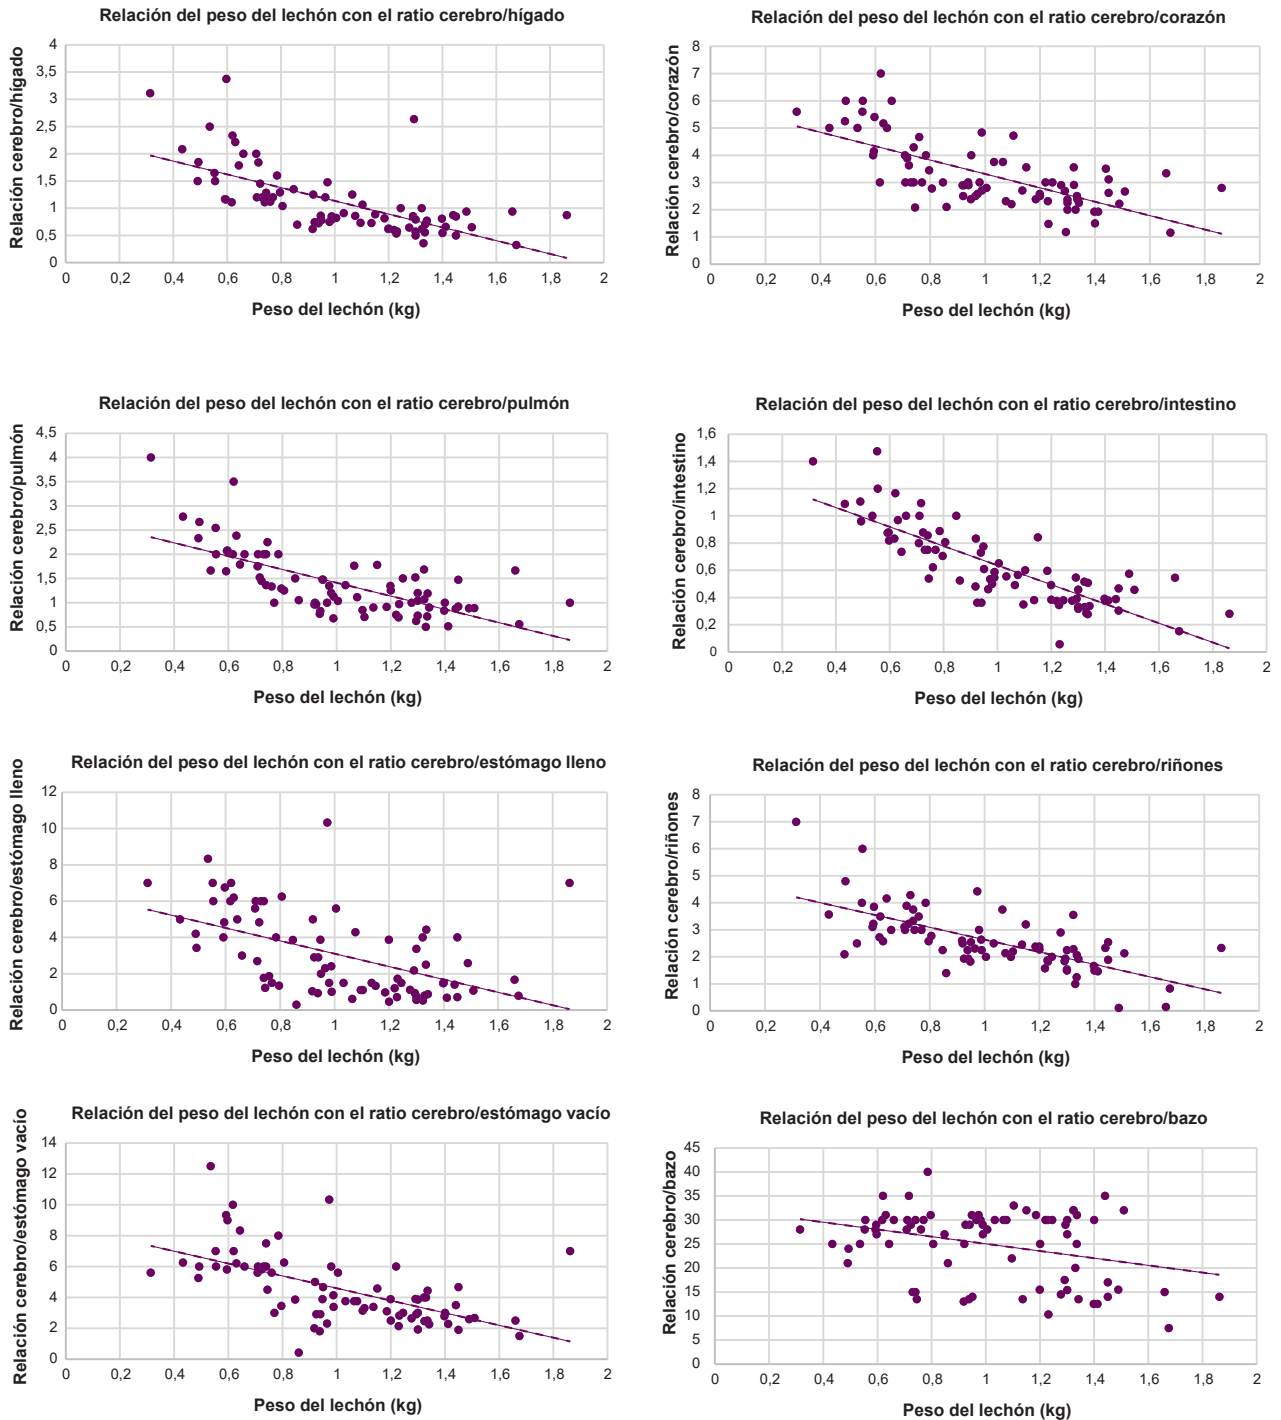 Relación del peso del lechón con el ratio cerebro/hígado
Relación cerebro/hígado
4
3,5
3
2,5
2
1,5
1
0,5
0
0 0,2 0,4 0,6 0,8 1 1,2 1,4 1,6 1,8 2
Peso del lechón (kg)
Relación del peso del lechón con el ratio cerebro/corazón
Relación cerebro/corazón
8
7
6
5
4
3
2
1
0
0 0,2 0,4 0,6 0,8 1 1,2 1,4 1,6 1,8 2
Peso del lechón (kg)
Relación del peso del lechón con el ratio cerebro/pulmón
Relación cerebro/pulmón
4,5
4
3,5
3
2,5
2
1,5
1
0,5
0
0 0,2 0,4 0,6 0,8 1 1,2 1,4 1,6 1,8 2
Peso del lechón (kg)
Relación del peso del lechón con el ratio cerebro/intestino
Relación cerebro/intestino
1,6
1,4
1,2
1
0,8
0,6
0,4
0,2
0
0 0,2 0,4 0,6 0,8 1 1,2 1,4 1,6 1,8 2
Peso del lechón (kg)
Relación del peso del lechón con el ratio cerebro/estómago lleno
Relación cerebro/estómago lleno
12
10
8
6
4
2
0
0 0,2 0,4 0,6 0,8 1 1,2 1,4 1,6 1,8 2
Peso del lechón (kg)
Relación del peso del lechón con el ratio cerebro/riñones
Relación cerebro/riñones
8
7
6
5
4
3
2
1
0
0 0,2 0,4 0,6 0,8 1 1,2 1,4 1,6 1,8 2
Peso del lechón (kg)
Relación del peso del lechón con el ratio cerebro/estómago vacío
Relación cerebro/estómago vacío
14
12
10
8
6
4
2
0
0 0,2 0,4 0,6 0,8 1 1,2 1,4 1,6 1,8 2
Peso del lechón (kg)
Relación del peso del lechón con el ratio cerebro/bazo
Relación cerebro/bazo
45
40
35
30
25
20
15
10
5
0
0 0,2 0,4 0,6 0,8 1 1,2 1,4 1,6 1,8 2
Peso del lechón (kg)